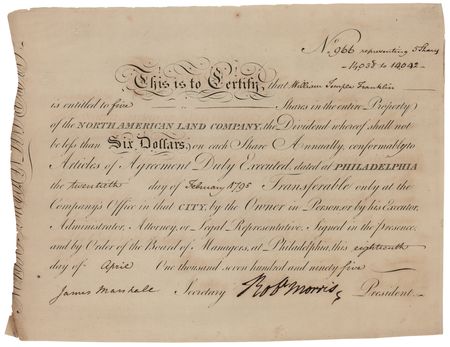 No. 966 representing 5 Shares
14038 to 14042
This is to Certify, that William Temple Franklin
is entitled to five Shares in the entire Property
of the NORTH AMERICAN LAND COMPANY, the Dividend whereof shall not
be less than Six Dollars on each Share Annually, conformably to
Articles of Agreement Duly Executed, dated at PHILADELPHIA
the twentieth day of February 1795 Transferable only at the
Company's Office in that CITY, by the Owner in Person, or by his Executor,
Administrator, Attorney, or Legal Representative. Signed in the Presence
and by Order of the Board of Managers, at Philadelphia, this eighteenth
day of April One thousand seven hundred and ninety five
James Marshall Secretary Robt Morris President.